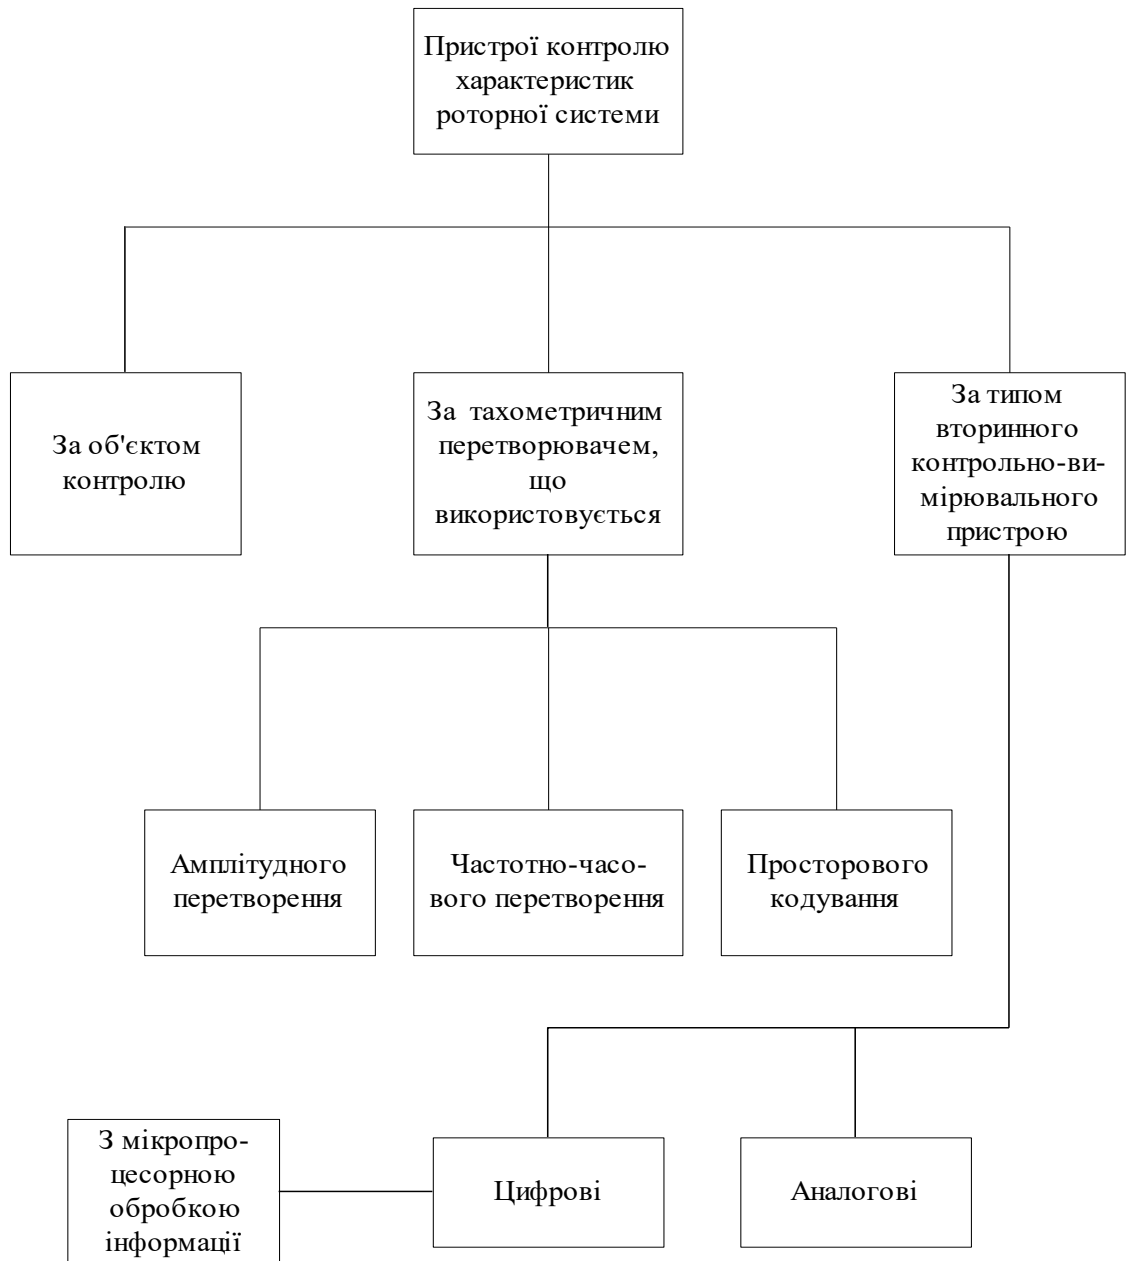 Пристрої контролю
характеристик
роторної системи
За об'єктом
контролю
За тахометричним
перетворювачем,
що
використовується
За типом
вторинного
контрольно-ви-
мірювального
пристрою
Амплітудного
перетворення
Частотно-часо-
вого перетворення
Просторового
кодування
З мікропро-
цесорною
обробкою
інформації
Цифрові
Аналогові